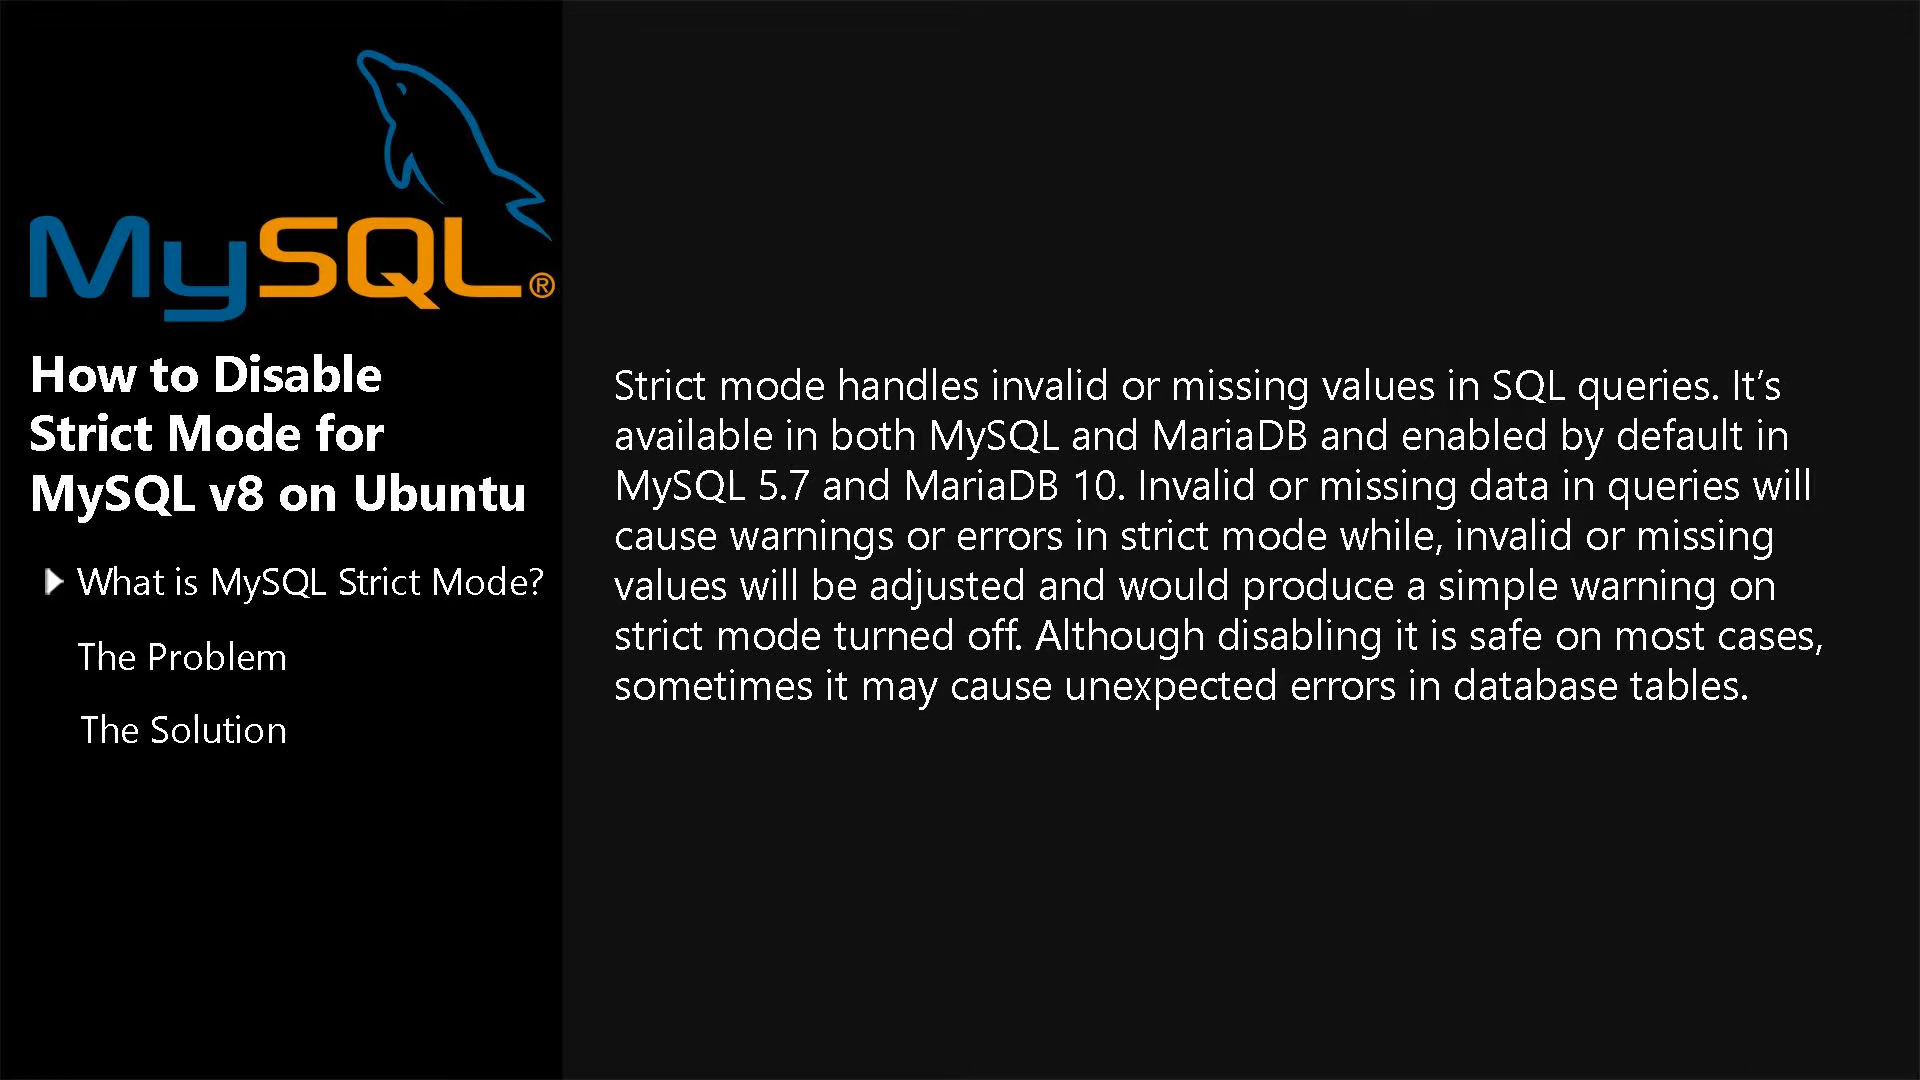 MySQL®
How to Disable
Strict Mode for
MySQL v8 on Ubuntu
What is MySQL Strict Mode?
The Problem
The Solution
Strict mode handles invalid or missing values in SQL queries. It’s
available in both MySQL and MariaDB and enabled by default in
MySQL 5.7 and MariaDB 10. Invalid or missing data in queries will
cause warnings or errors in strict mode while, invalid or missing
values will be adjusted and would produce a simple warning on
strict mode turned off. Although disabling it is safe on most cases,
sometimes it may cause unexpected errors in database tables.